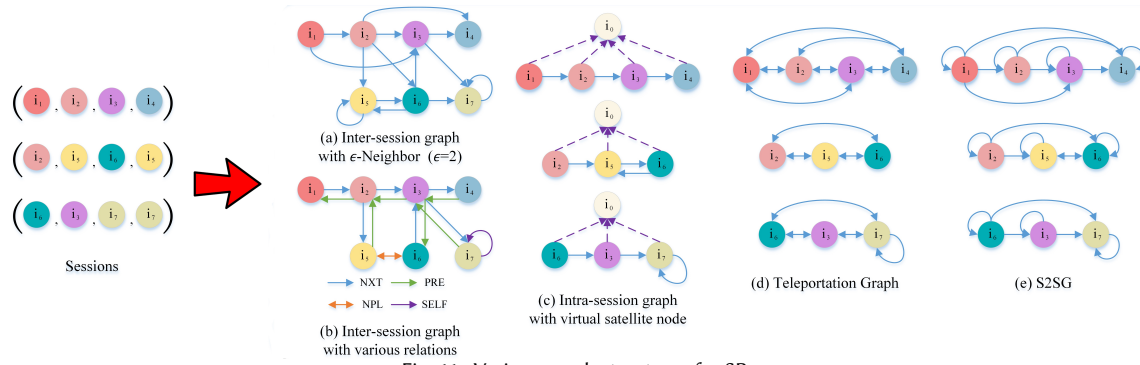 ( i₁ , i₂ , i₃ , i₄ )
( i₂ , i₅ , i₆ , i₅ )
( i₆ , i₃ , i₇ , i₇ )
Sessions
i₁ i₂ i₃ i₄
i₅ i₆ i₇
(a) Inter-session graph
with ϵ-Neighbor (ϵ=2)
i₁ i₂ i₃ i₄
i₅ i₆ i₇
NXT PRE
NPL SELF
(b) Inter-session graph
with various relations
i₀
i₁ i₂ i₃ i₄
i₀
i₂ i₅ i₆
i₀
i₆ i₃ i₇
(c) Intra-session graph
with virtual satellite node
i₁ i₂ i₃ i₄
i₂ i₅ i₆
i₆ i₃ i₇
(d) Teleportation Graph
i₁ i₂ i₃ i₄
i₂ i₅ i₆
i₆ i₃ i₇
(e) S2SG